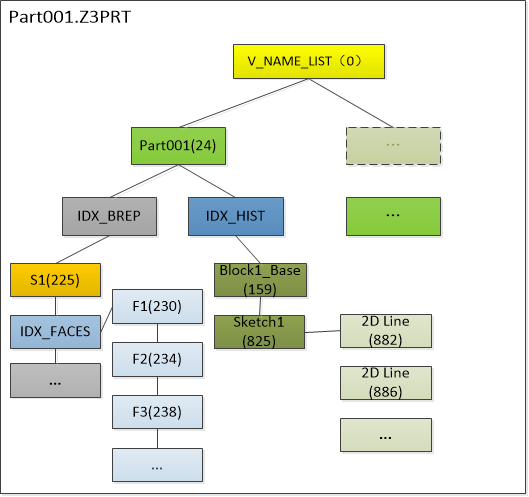 Part001.Z3PRT
V_NAME_LIST（0）
Part001(24)
...
IDX_BREP
IDX_HIST
...
S1(225)
Block1_Base
(159)
F1(230)
IDX_FACES
Sketch1
(825)
2D Line
(882)
F2(234)
...
2D Line
(886)
F3(238)
...
...